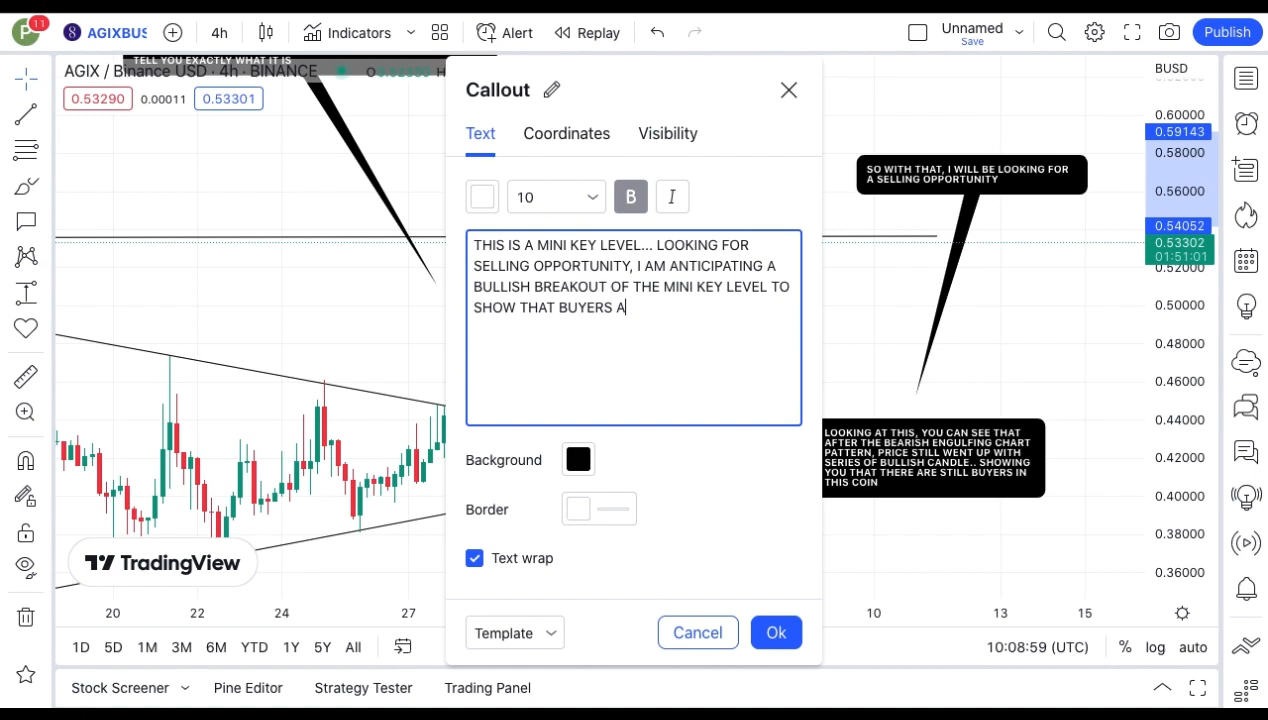 P
11
AGIXBUS
4h
Indicators
Alert
Replay
Unnamed
Save
Publish
TELL YOU EXACTLY WHAT IT IS
AGIX / Binance USD · 4h · BINANCE
O
H
0.53290
0.00011
0.53301
Callout
Text
Coordinates
Visibility
10
B
I
THIS IS A MINI KEY LEVEL... LOOKING FOR
SELLING OPPORTUNITY, I AM ANTICIPATING A
BULLISH BREAKOUT OF THE MINI KEY LEVEL TO
SHOW THAT BUYERS A
Background
Border
Text wrap
Template
Cancel
Ok
SO WITH THAT, I WILL BE LOOKING FOR
A SELLING OPPORTUNITY
LOOKING AT THIS, YOU CAN SEE THAT
AFTER THE BEARISH ENGULFING CHART
PATTERN, PRICE STILL WENT UP WITH
SERIES OF BULLISH CANDLE.. SHOWING
YOU THAT THERE ARE STILL BUYERS IN
THIS COIN
BUSD
0.60000
0.59143
0.58000
0.56000
0.54052
0.53302
01:51:01
0.52000
0.50000
0.48000
0.46000
0.44000
0.42000
0.40000
0.38000
0.36000
TradingView
20
22
24
27
10
13
15
1D
5D
1M
3M
6M
YTD
1Y
5Y
All
10:08:59 (UTC)
%
log
auto
Stock Screener
Pine Editor
Strategy Tester
Trading Panel